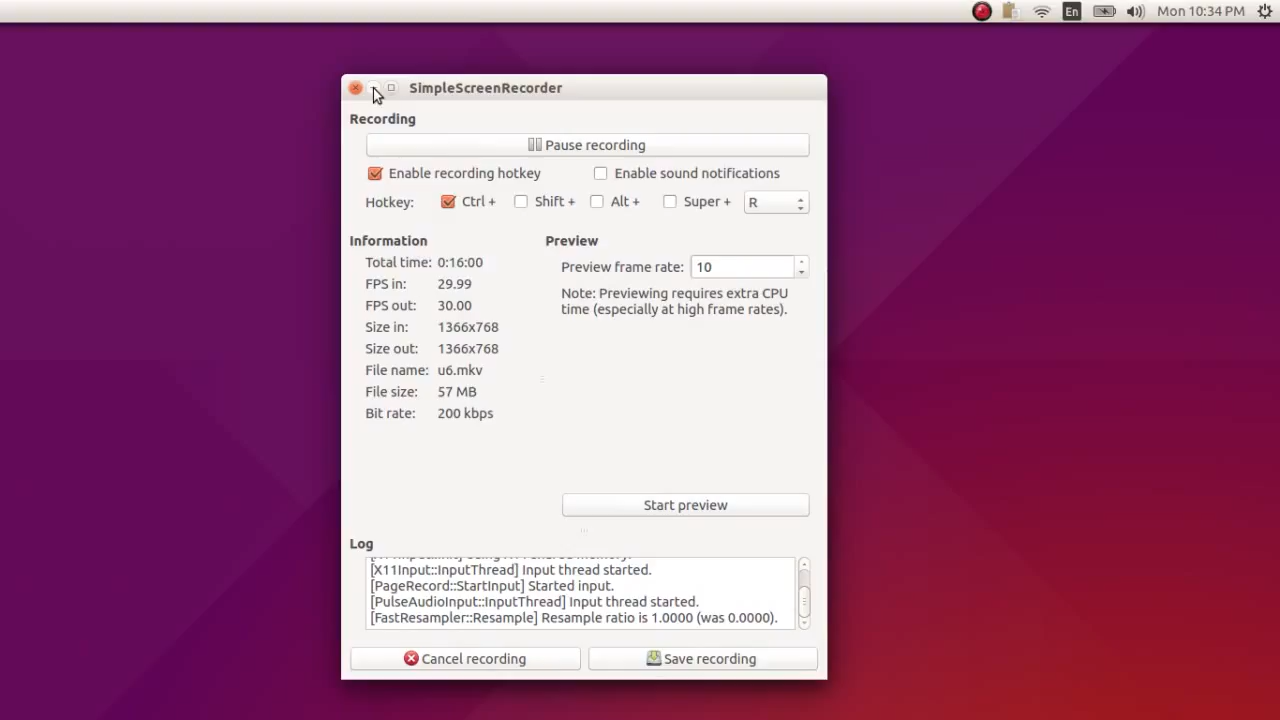 En Mon 10:34 PM
SimpleScreenRecorder
Recording
Pause recording
Enable recording hotkey Enable sound notifications
Hotkey: Ctrl + Shift + Alt + Super + R
Information Preview
Total time: 0:16:00
Preview frame rate: 10
FPS in: 29.99
Note: Previewing requires extra CPU
time (especially at high frame rates).
FPS out: 30.00
Size in: 1366x768
Size out: 1366x768
File name: u6.mkv
File size: 57 MB
Bit rate: 200 kbps
Start preview
Log
[X11Input::InputThread] Input thread started.
[PageRecord::StartInput] Started input.
[PulseAudioInput::InputThread] Input thread started.
[FastResampler::Resample] Resample ratio is 1.0000 (was 0.0000).
Cancel recording Save recording